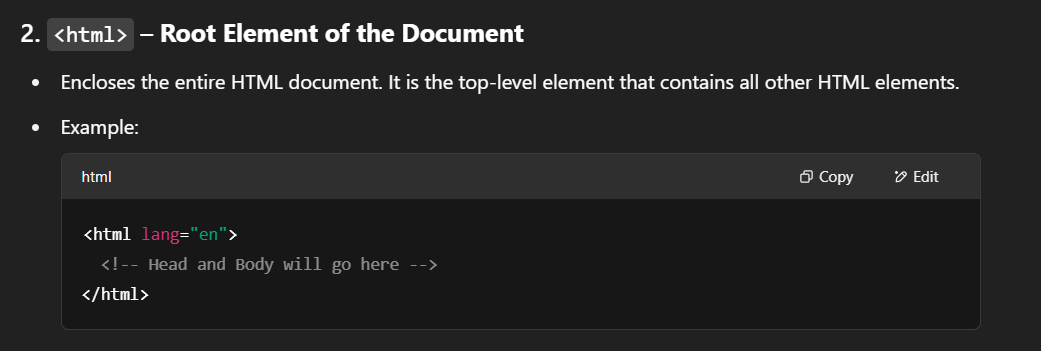 2. <html> – Root Element of the Document
• Encloses the entire HTML document. It is the top-level element that contains all other HTML elements.
• Example:
html Copy Edit
<html lang="en">
  <!-- Head and Body will go here -->
</html>